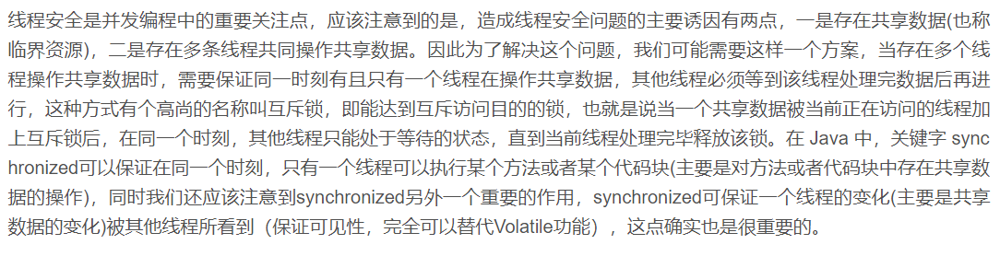 线程安全是并发编程中的重要关注点，应该注意到的是，造成线程安全问题的主要诱因有两点，一是存在共享数据(也称
临界资源)，二是存在多条线程共同操作共享数据。因此为了解决这个问题，我们可能需要这样一个方案，当存在多个线
程操作共享数据时，需要保证同一时刻有且只有一个线程在操作共享数据，其他线程必须等到该线程处理完数据后再进
行，这种方式有个高尚的名称叫互斥锁，即能达到互斥访问目的的锁，也就是说当一个共享数据被当前正在访问的线程加
上互斥锁后，在同一个时刻，其他线程只能处于等待的状态，直到当前线程处理完毕释放该锁。在 Java 中，关键字 sync
hronized可以保证在同一个时刻，只有一个线程可以执行某个方法或者某个代码块(主要是对方法或者代码块中存在共享数
据的操作)，同时我们还应该注意到synchronized另外一个重要的作用，synchronized可保证一个线程的变化(主要是共享
数据的变化)被其他线程所看到（保证可见性，完全可以替代Volatile功能），这点确实也是很重要的。